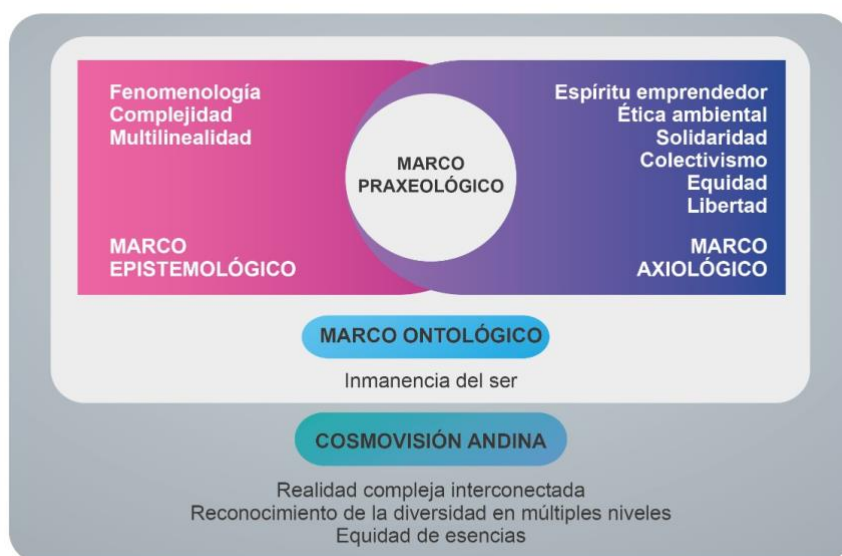 Fenomenología
Complejidad
Multilinealidad
MARCO
EPISTEMOLÓGICO
MARCO
PRAXEOLÓGICO
Espíritu emprendedor
Ética ambiental
Solidaridad
Colectivismo
Equidad
Libertad
MARCO
AXIOLÓGICO
MARCO ONTOLÓGICO
Inmanencia del ser
COSMOVISIÓN ANDINA
Realidad compleja interconectada
Reconocimiento de la diversidad en múltiples niveles
Equidad de esencias